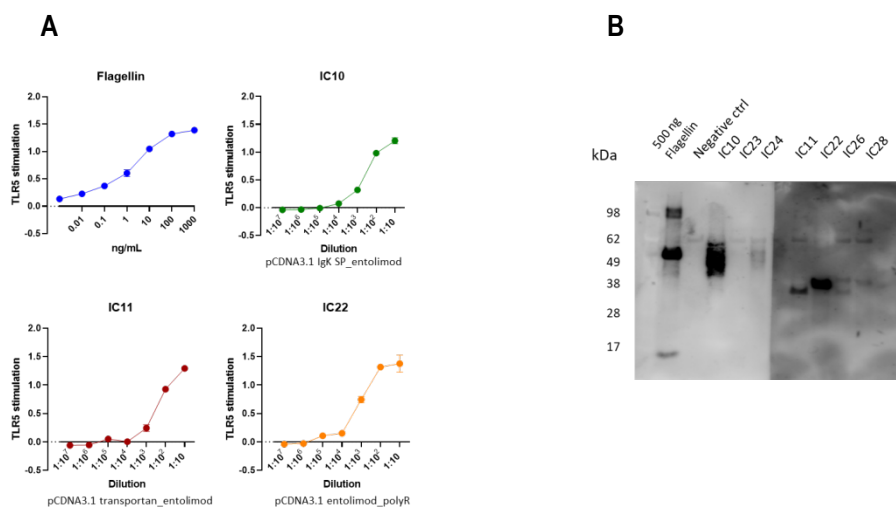 A
Flagellin
TLR5 stimulation
2.0
1.5
1.0
0.5
0.0
-0.5
0.01
0.1
1
10
100
1000
ng/mL
IC10
TLR5 stimulation
2.0
1.5
1.0
0.5
0.0
-0.5
1:10⁷
1:10⁶
1:10⁵
1:10⁴
1:10³
1:10²
1:10
Dilution
pCDNA3.1 IgK SP_entolimod
IC11
TLR5 stimulation
2.0
1.5
1.0
0.5
0.0
-0.5
1:10⁷
1:10⁶
1:10⁵
1:10⁴
1:10³
1:10²
1:10
Dilution
pCDNA3.1 transportan_entolimod
IC22
TLR5 stimulation
2.0
1.5
1.0
0.5
0.0
-0.5
1:10⁷
1:10⁶
1:10⁵
1:10⁴
1:10³
1:10²
1:10
Dilution
pCDNA3.1 entolimod_polyR
B
kDa
500 ng
Flagellin
Negative ctrl
IC10
IC23
IC24
IC11
IC22
IC26
IC28
98
62
49
38
28
17